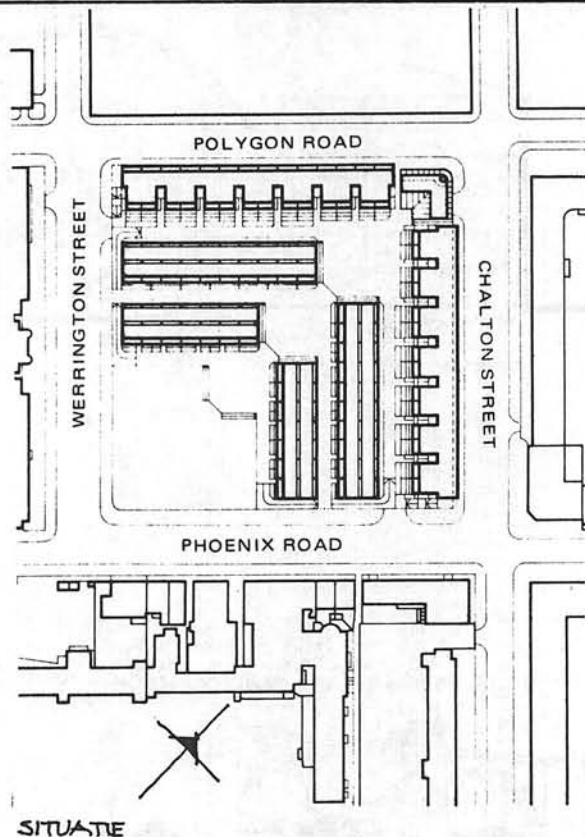 POLYGON ROAD
WERRINGTON STREET
CHALTON STREET
PHOENIX ROAD
SITUATIE